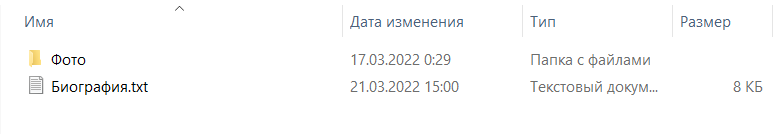 Имя Дата изменения Тип Размер
Фото 17.03.2022 0:29 Папка с файлами
Биография.txt 21.03.2022 15:00 Текстовый докум... 8 КБ